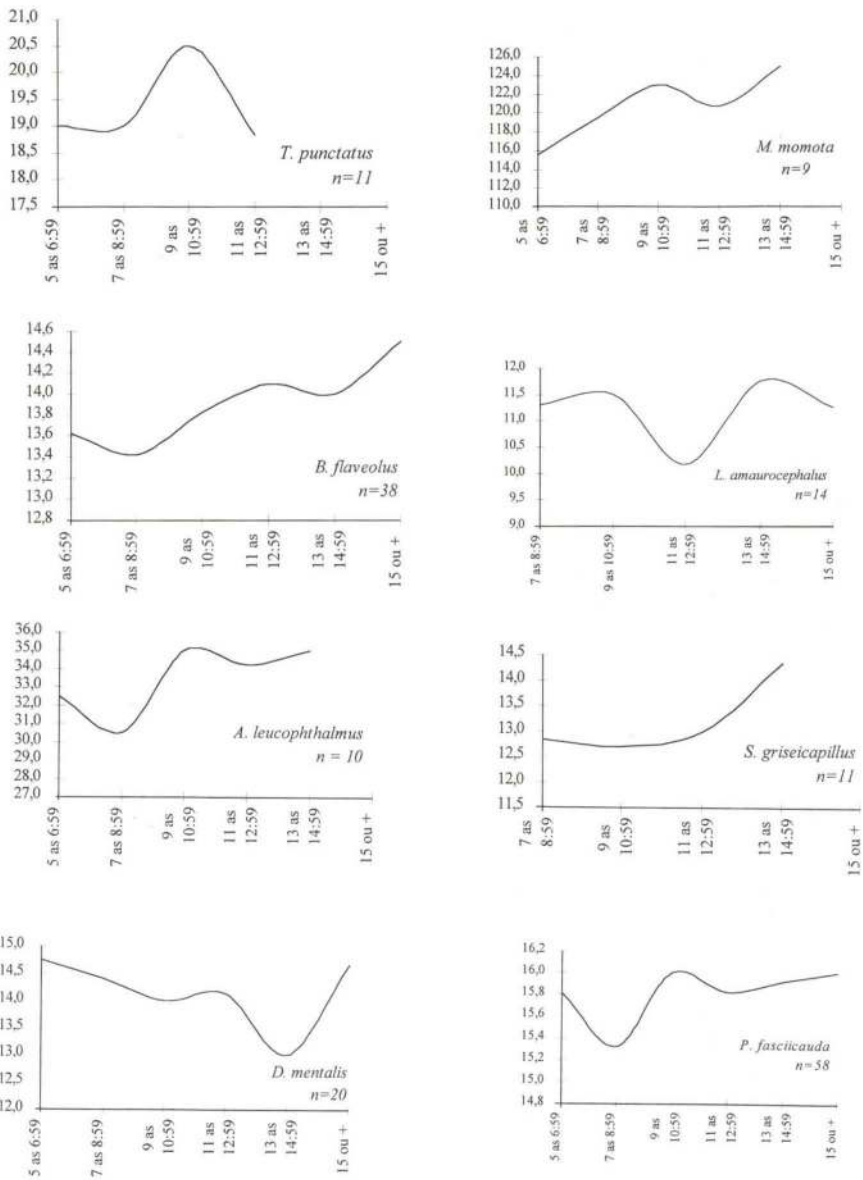 21,0
20,5
20,0
19,5
19,0
18,5
18,0
17,5
T. punctatus
n=11
5 as 6:59
7 as 8:59
9 as
10:59
11 as
12:59
13 as
14:59
15 ou +
126,0
124,0
122,0
120,0
118,0
116,0
114,0
112,0
110,0
M. momota
n=9
5 as
6:59
7 as
8:59
9 as
10:59
11 as
12:59
13 as
14:59
15 ou +
14,6
14,4
14,2
14,0
13,8
13,6
13,4
13,2
13,0
12,8
B. flaveolus
n=38
5 as 6:59
7 as 8:59
9 as
10:59
11 as
12:59
13 as
14:59
15 ou +
12,0
11,5
11,0
10,5
10,0
9,5
9,0
L. amaurocephalus
n=14
7 as 8:59
9 as 10:59
11 as
12:59
13 as
14:59
15 ou +
36,0
35,0
34,0
33,0
32,0
31,0
30,0
29,0
28,0
27,0
A. leucophthalmus
n = 10
5 as 6:59
7 as 8:59
9 as
10:59
11 as
12:59
13 as
14:59
15 ou +
14,5
14,0
13,5
13,0
12,5
12,0
11,5
S. griseicapillus
n=11
7 as
8:59
9 as
10:59
11 as
12:59
13 as
14:59
15 ou +
15,0
14,5
14,0
13,5
13,0
12,5
12,0
D. mentalis
n=20
5 as 6:59
7 as 8:59
9 as
10:59
11 as
12:59
13 as
14:59
15 ou +
16,2
16,0
15,8
15,6
15,4
15,2
15,0
14,8
P. fasciicauda
n=58
5 as 6:59
7 as 8:59
9 as
10:59
11 as
12:59
13 as
14:59
15 ou +